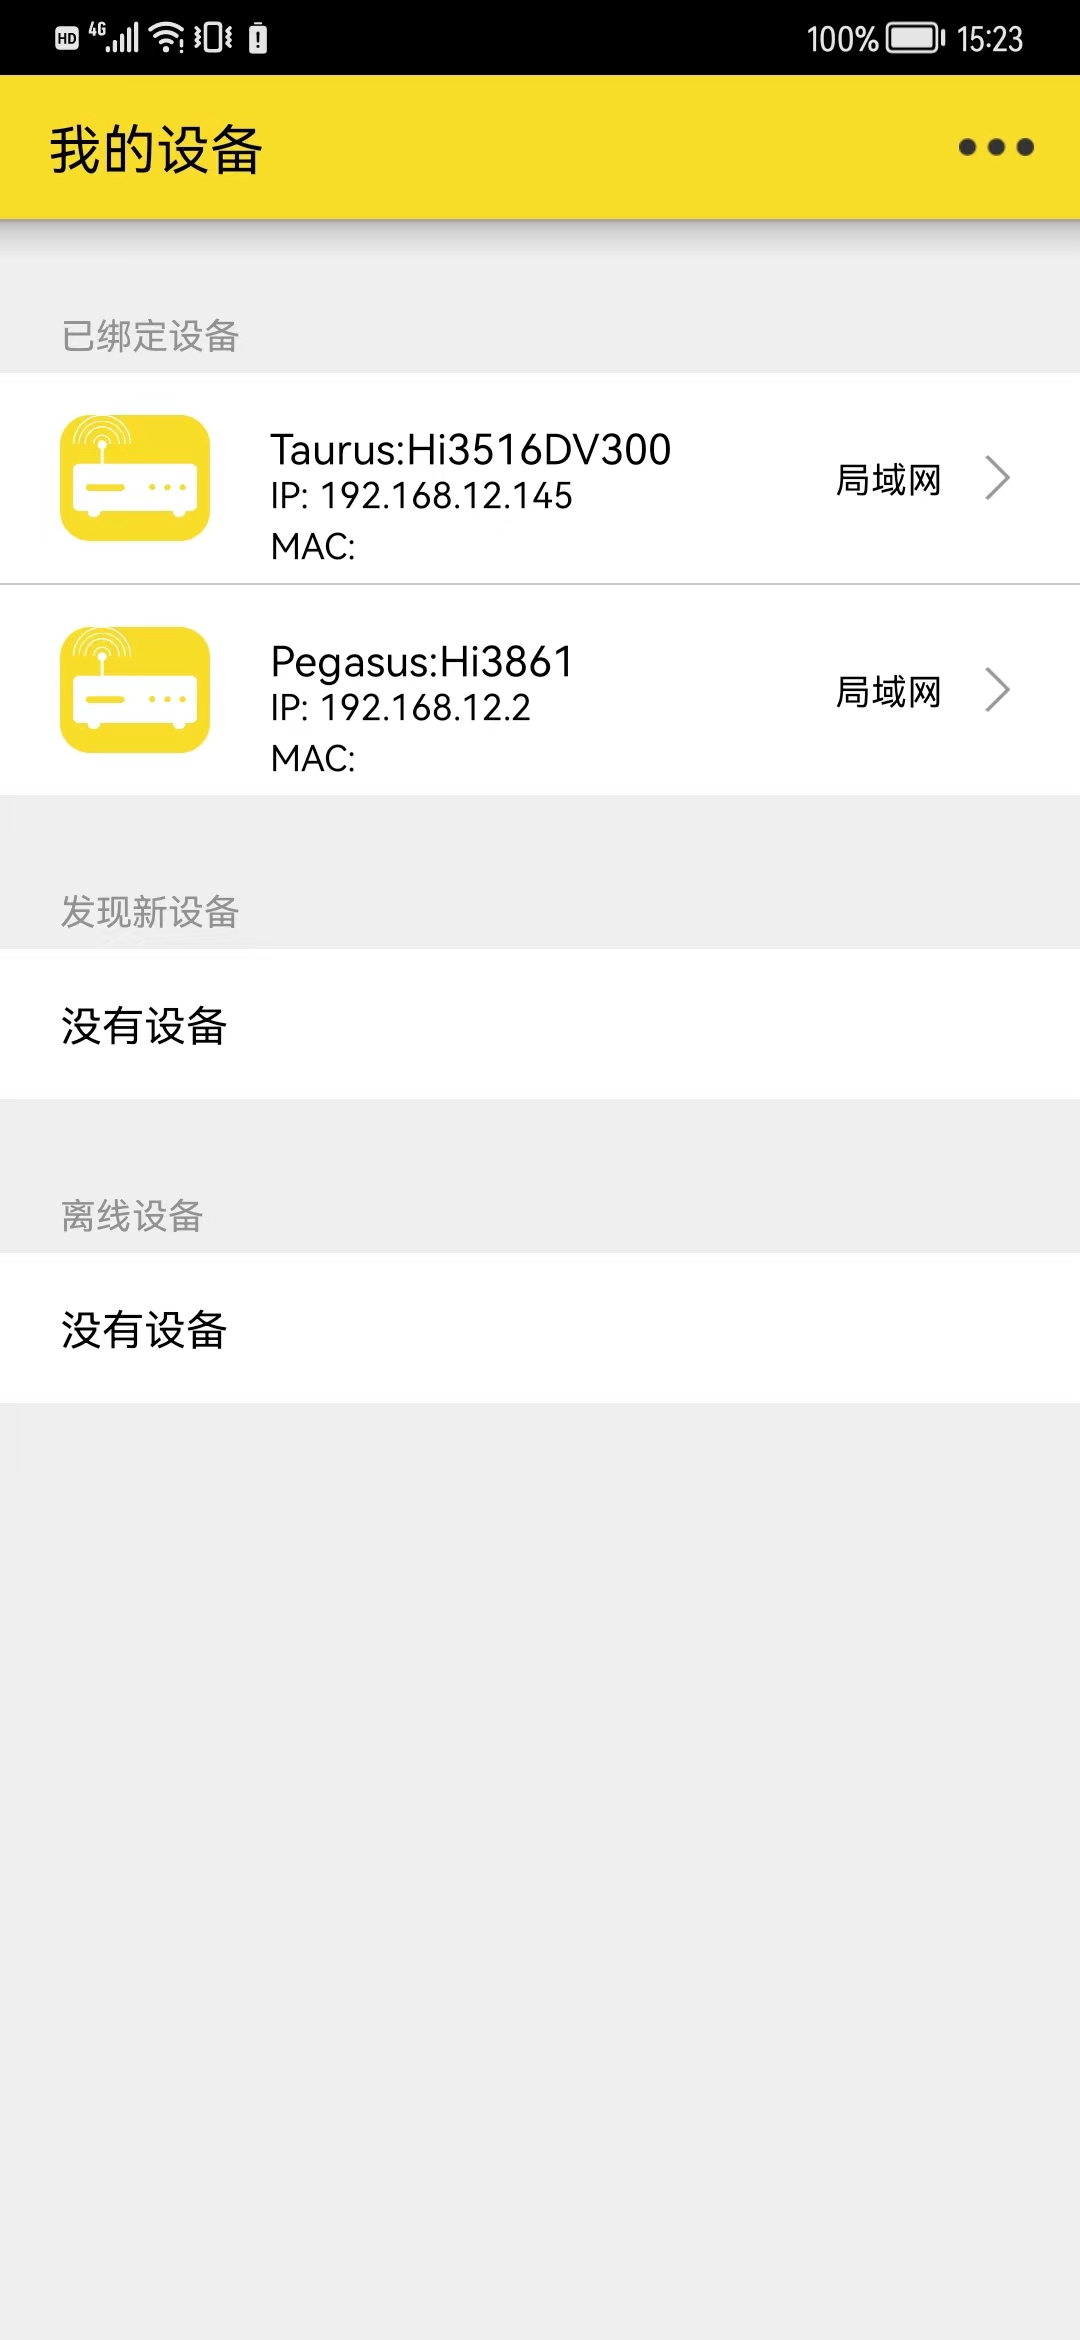 HD 4G 100% 15:23
我的设备
已绑定设备
Taurus:Hi3516DV300
IP: 192.168.12.145
局域网
MAC:
Pegasus:Hi3861
IP: 192.168.12.2
局域网
MAC:
发现新设备
没有设备
离线设备
没有设备